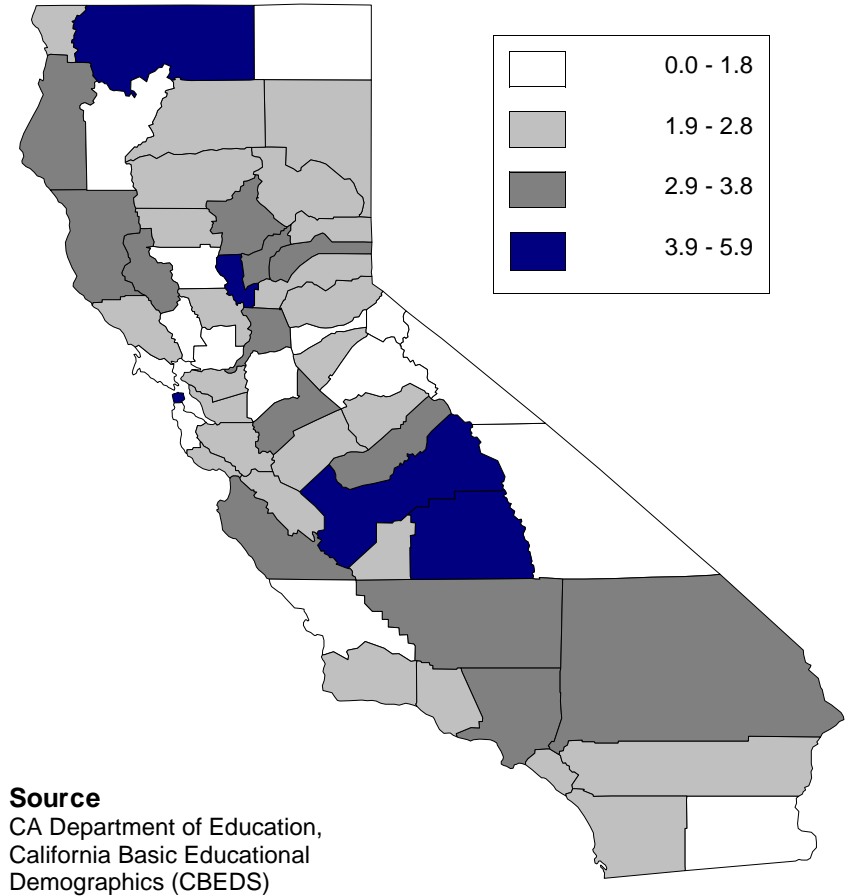 0.0 - 1.8
1.9 - 2.8
2.9 - 3.8
3.9 - 5.9
Source
CA Department of Education,
California Basic Educational
Demographics (CBEDS)